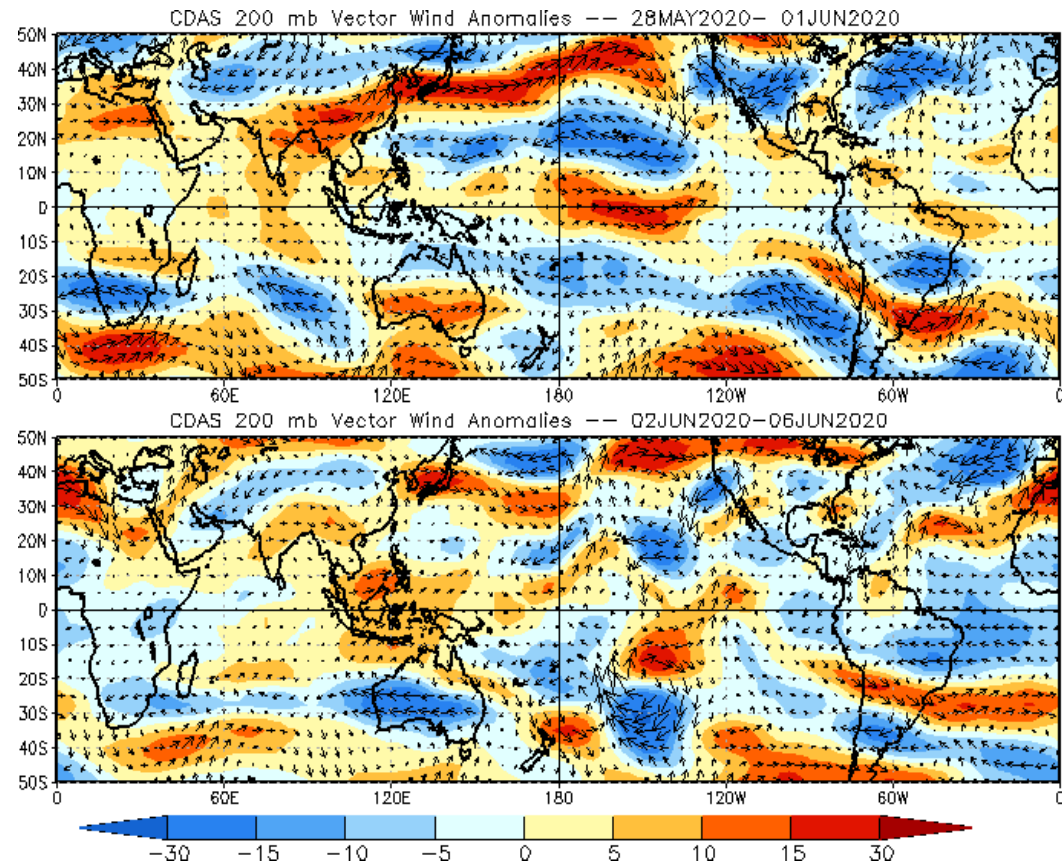 CDAS 200 mb Vector Wind Anomalies -- 28MAY2020- 01JUN2020
50N
40N
30N
20N
10N
0
10S
20S
30S
40S
50S
0 60E 120E 180 120W 60W 0
CDAS 200 mb Vector Wind Anomalies -- 02JUN2020-06JUN2020
50N
40N
30N
20N
10N
0
10S
20S
30S
40S
50S
0 60E 120E 180 120W 60W 0
-30 -15 -10 -5 0 5 10 15 30